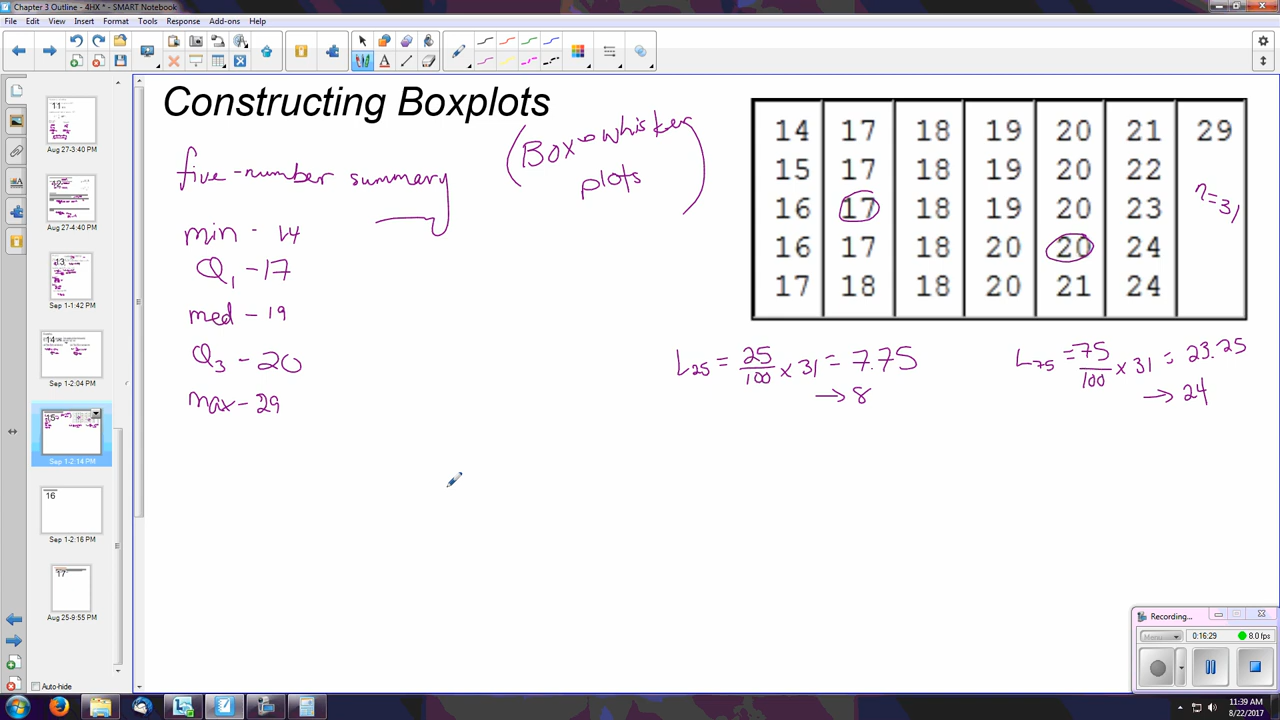 Chapter 3 Outline - 4HX * - SMART Notebook
File Edit View Insert Format Tools Response Add-ons Help
Constructing Boxplots
(Box-whisker
plots)
five-number summary
min - 14
Q1 - 17
med - 19
Q3 - 20
max - 29
14 17 18 19 20 21 29
15 17 18 19 20 22
16 17 18 19 20 23
16 17 18 20 20 24
17 18 18 20 21 24
n=31
L25 = 25/100 x 31 = 7.75
→ 8
L75 = 75/100 x 31 = 23.25
→ 24
11
Aug 27-3:40 PM
12
Aug 27-4:40 PM
13
Sep 1-1:42 PM
14
Sep 1-2:04 PM
15
Sep 1-2:14 PM
16
Sep 1-2:16 PM
17
Aug 25-9:55 PM
Auto-hide
Recording...
Menu
0:16:29
8.0 fps
11:39 AM
8/22/2017